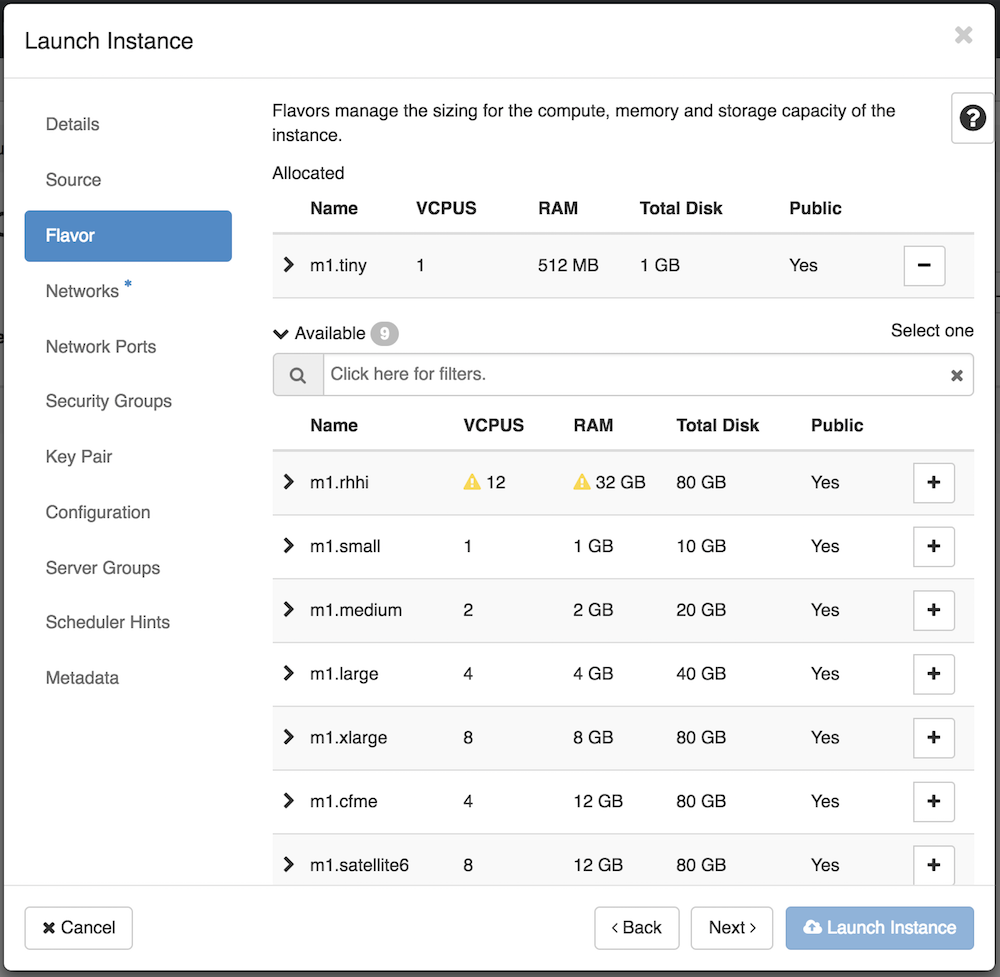 Launch Instance
Details
Source
Flavor
Networks *
Network Ports
Security Groups
Key Pair
Configuration
Server Groups
Scheduler Hints
Metadata
Flavors manage the sizing for the compute, memory and storage capacity of the
instance.
Allocated
Name VCPUS RAM Total Disk Public
m1.tiny 1 512 MB 1 GB Yes
Available 9 Select one
Click here for filters.
Name VCPUS RAM Total Disk Public
m1.rhhi 12 32 GB 80 GB Yes
m1.small 1 1 GB 10 GB Yes
m1.medium 2 2 GB 20 GB Yes
m1.large 4 4 GB 40 GB Yes
m1.xlarge 8 8 GB 80 GB Yes
m1.cfme 4 12 GB 80 GB Yes
m1.satellite6 8 12 GB 80 GB Yes
Cancel ‹ Back Next › Launch Instance